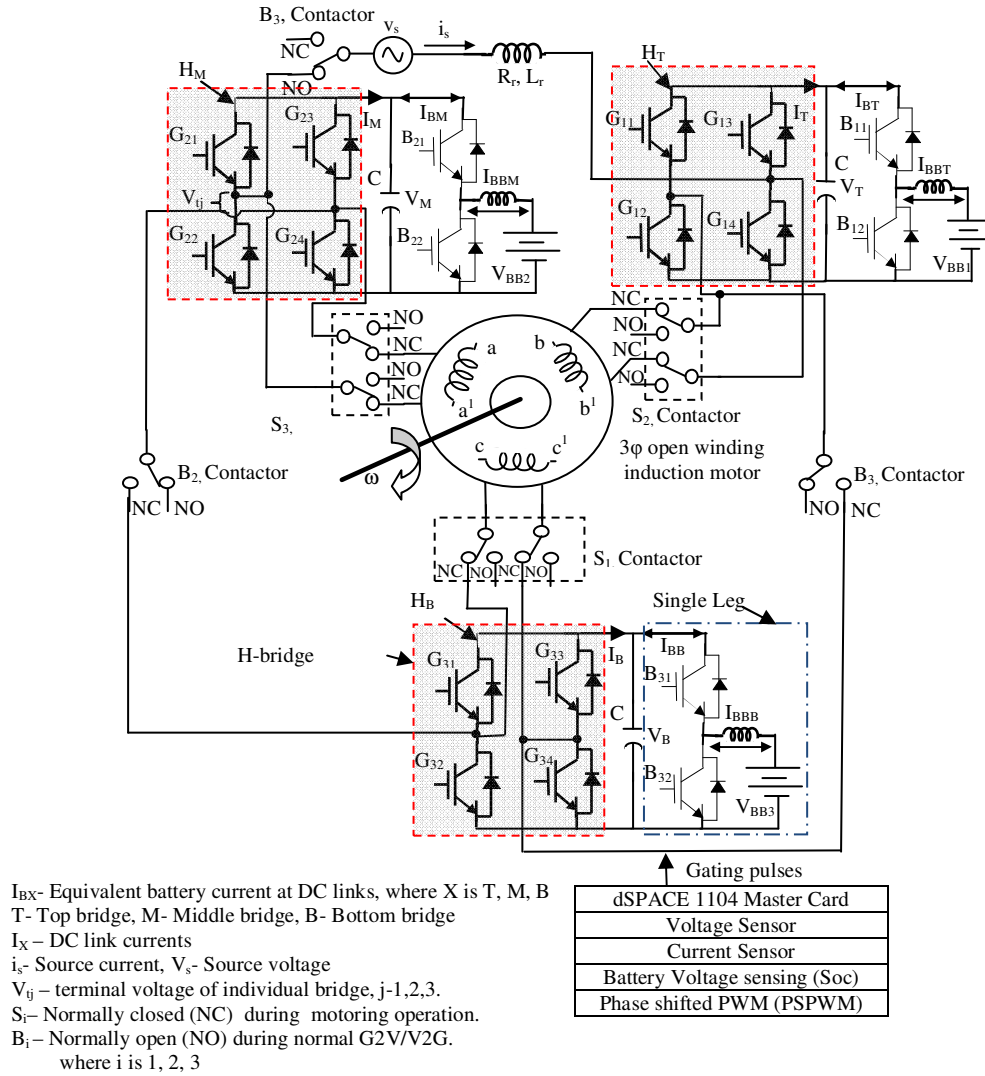 B3, Contactor
vs
is
NC
NO
Rr, Lr
HM
HT
G21
G23
IM
IBM
B21
IBBM
C
VM
Vtj
G22
G24
B22
VBB2
G11
G13
IT
IBT
B11
IBBT
C
VT
G12
G14
B12
VBB1
NO
NC
NO
NC
S3,
NC
NO
NC
NO
S2, Contactor
a
a1
b
b1
c
c1
ω
3φ open winding
induction motor
B2, Contactor
NC
NO
B3, Contactor
NO
NC
S1, Contactor
NC
NO
NC
NO
HB
H-bridge
Single Leg
G31
G33
IB
IBB
B31
IBBB
C
VB
G32
G34
B32
VBB3
Gating pulses
dSPACE 1104 Master Card
Voltage Sensor
Current Sensor
Battery Voltage sensing (Soc)
Phase shifted PWM (PSPWM)
IBX- Equivalent battery current at DC links, where X is T, M, B
T- Top bridge, M- Middle bridge, B- Bottom bridge
IX – DC link currents
is- Source current, Vs- Source voltage
Vtj – terminal voltage of individual bridge, j-1,2,3.
Si– Normally closed (NC) during motoring operation.
Bi – Normally open (NO) during normal G2V/V2G.
where i is 1, 2, 3